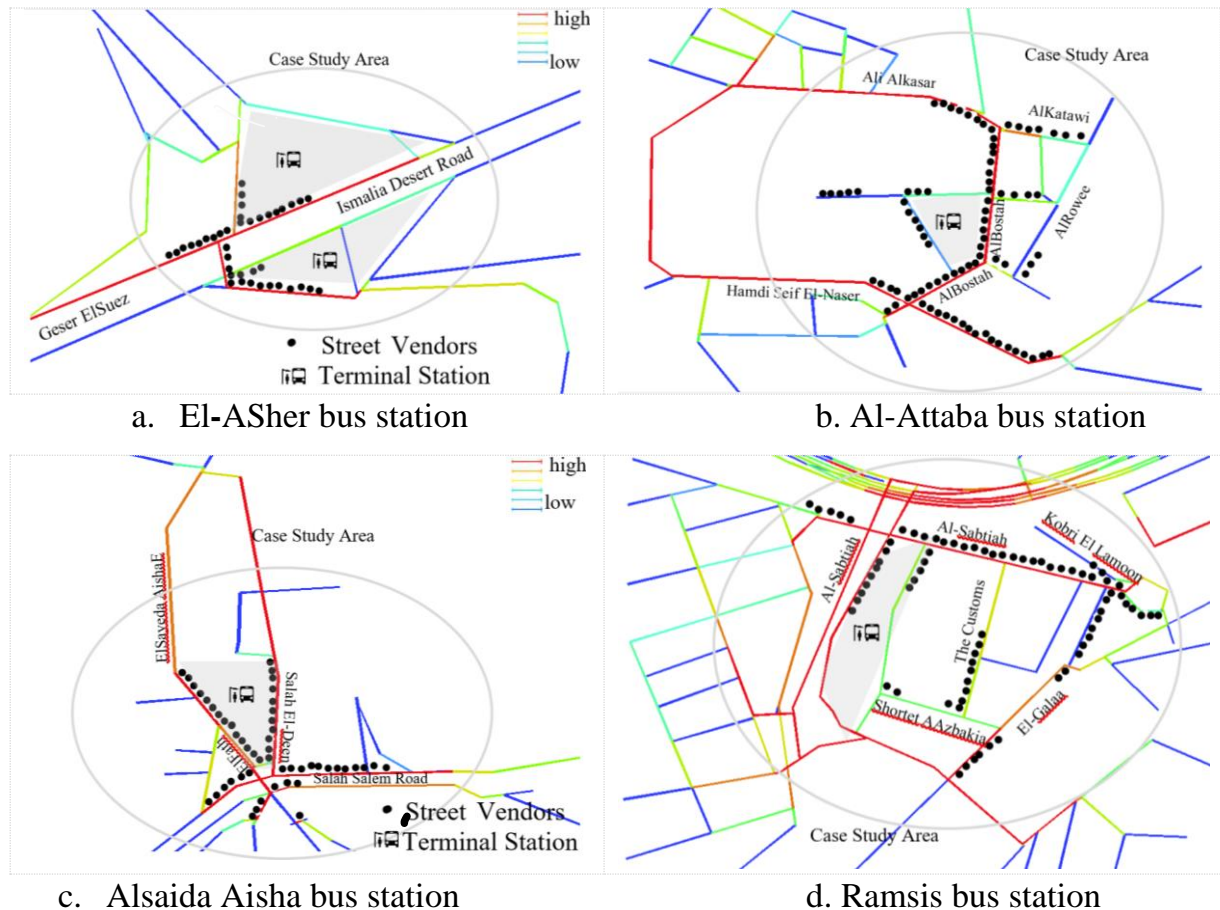 high
low
Case Study Area
Ismalia Desert Road
Geser ElSuez
Street Vendors
Terminal Station
a. El-ASher bus station
Case Study Area
Ali Alkasar
AlKatawi
AlBostah
AlRowee
AlBostah
Hamdi Seif El-Naser
b. Al-Attaba bus station
high
low
Case Study Area
ElSayeda AishaE
Salah El-Deen
ElFath
Salah Salem Road
Street Vendors
Terminal Station
c. Alsaida Aisha bus station
Al-Sabtiah
Kobri El Lamoon
Al-Sabtiah
The Customs
Shortet AAzbakia
El-Galaa
Case Study Area
d. Ramsis bus station